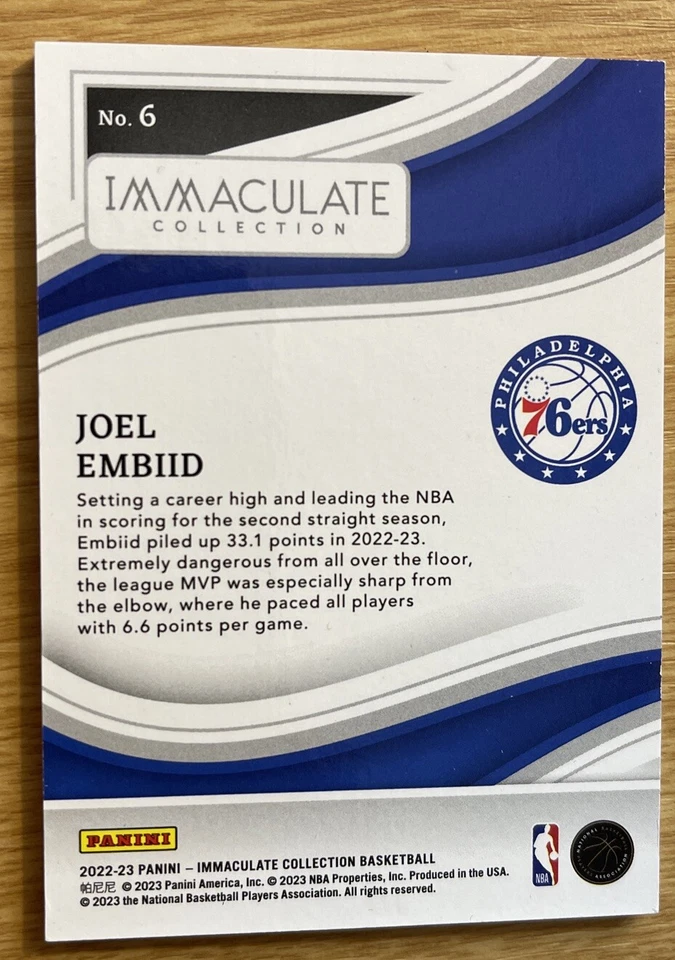 No. 6
IMMACULATE
COLLECTION
PHILADELPHIA
76ers
JOEL
EMBIID
Setting a career high and leading the NBA
in scoring for the second straight season,
Embiid piled up 33.1 points in 2022-23.
Extremely dangerous from all over the floor,
the league MVP was especially sharp from
the elbow, where he paced all players
with 6.6 points per game.
PANINI
2022-23 PANINI – IMMACULATE COLLECTION BASKETBALL
帕尼尼 © 2023 Panini America, Inc. © 2023 NBA Properties, Inc. Produced in the USA.
© 2023 the National Basketball Players Association. All rights reserved.
NBA
NATIONAL BASKETBALL PLAYERS ASSOCIATION